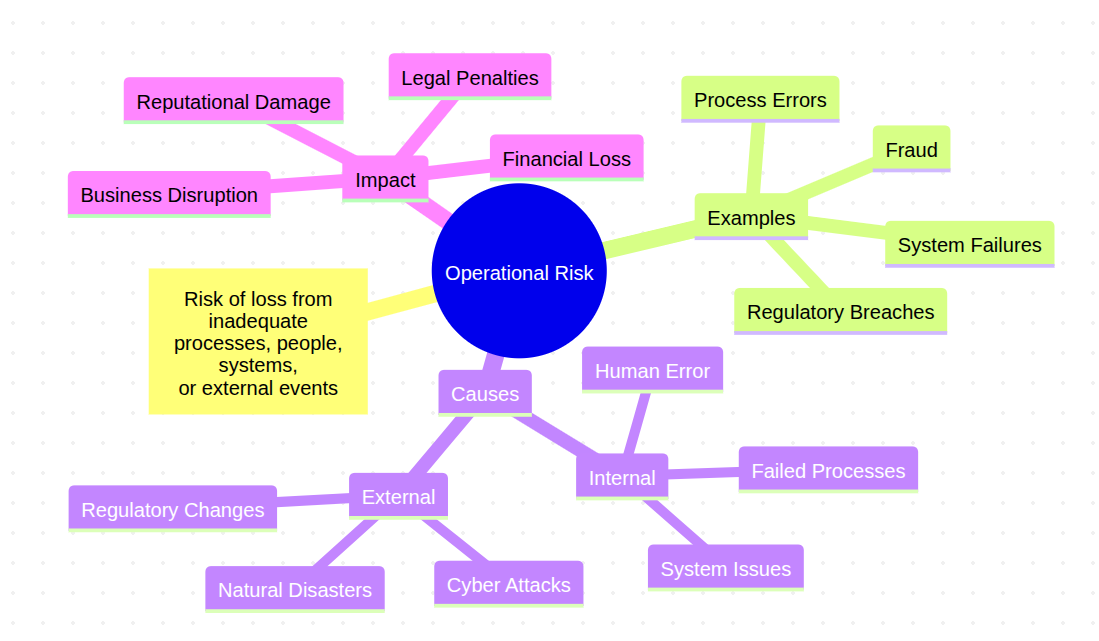 Legal Penalties
Reputational Damage
Process Errors
Fraud
Financial Loss
Impact
Business Disruption
Examples
System Failures
Operational Risk
Risk of loss from
inadequate
processes, people,
systems,
or external events
Regulatory Breaches
Causes
Human Error
Internal
Failed Processes
External
Regulatory Changes
System Issues
Cyber Attacks
Natural Disasters